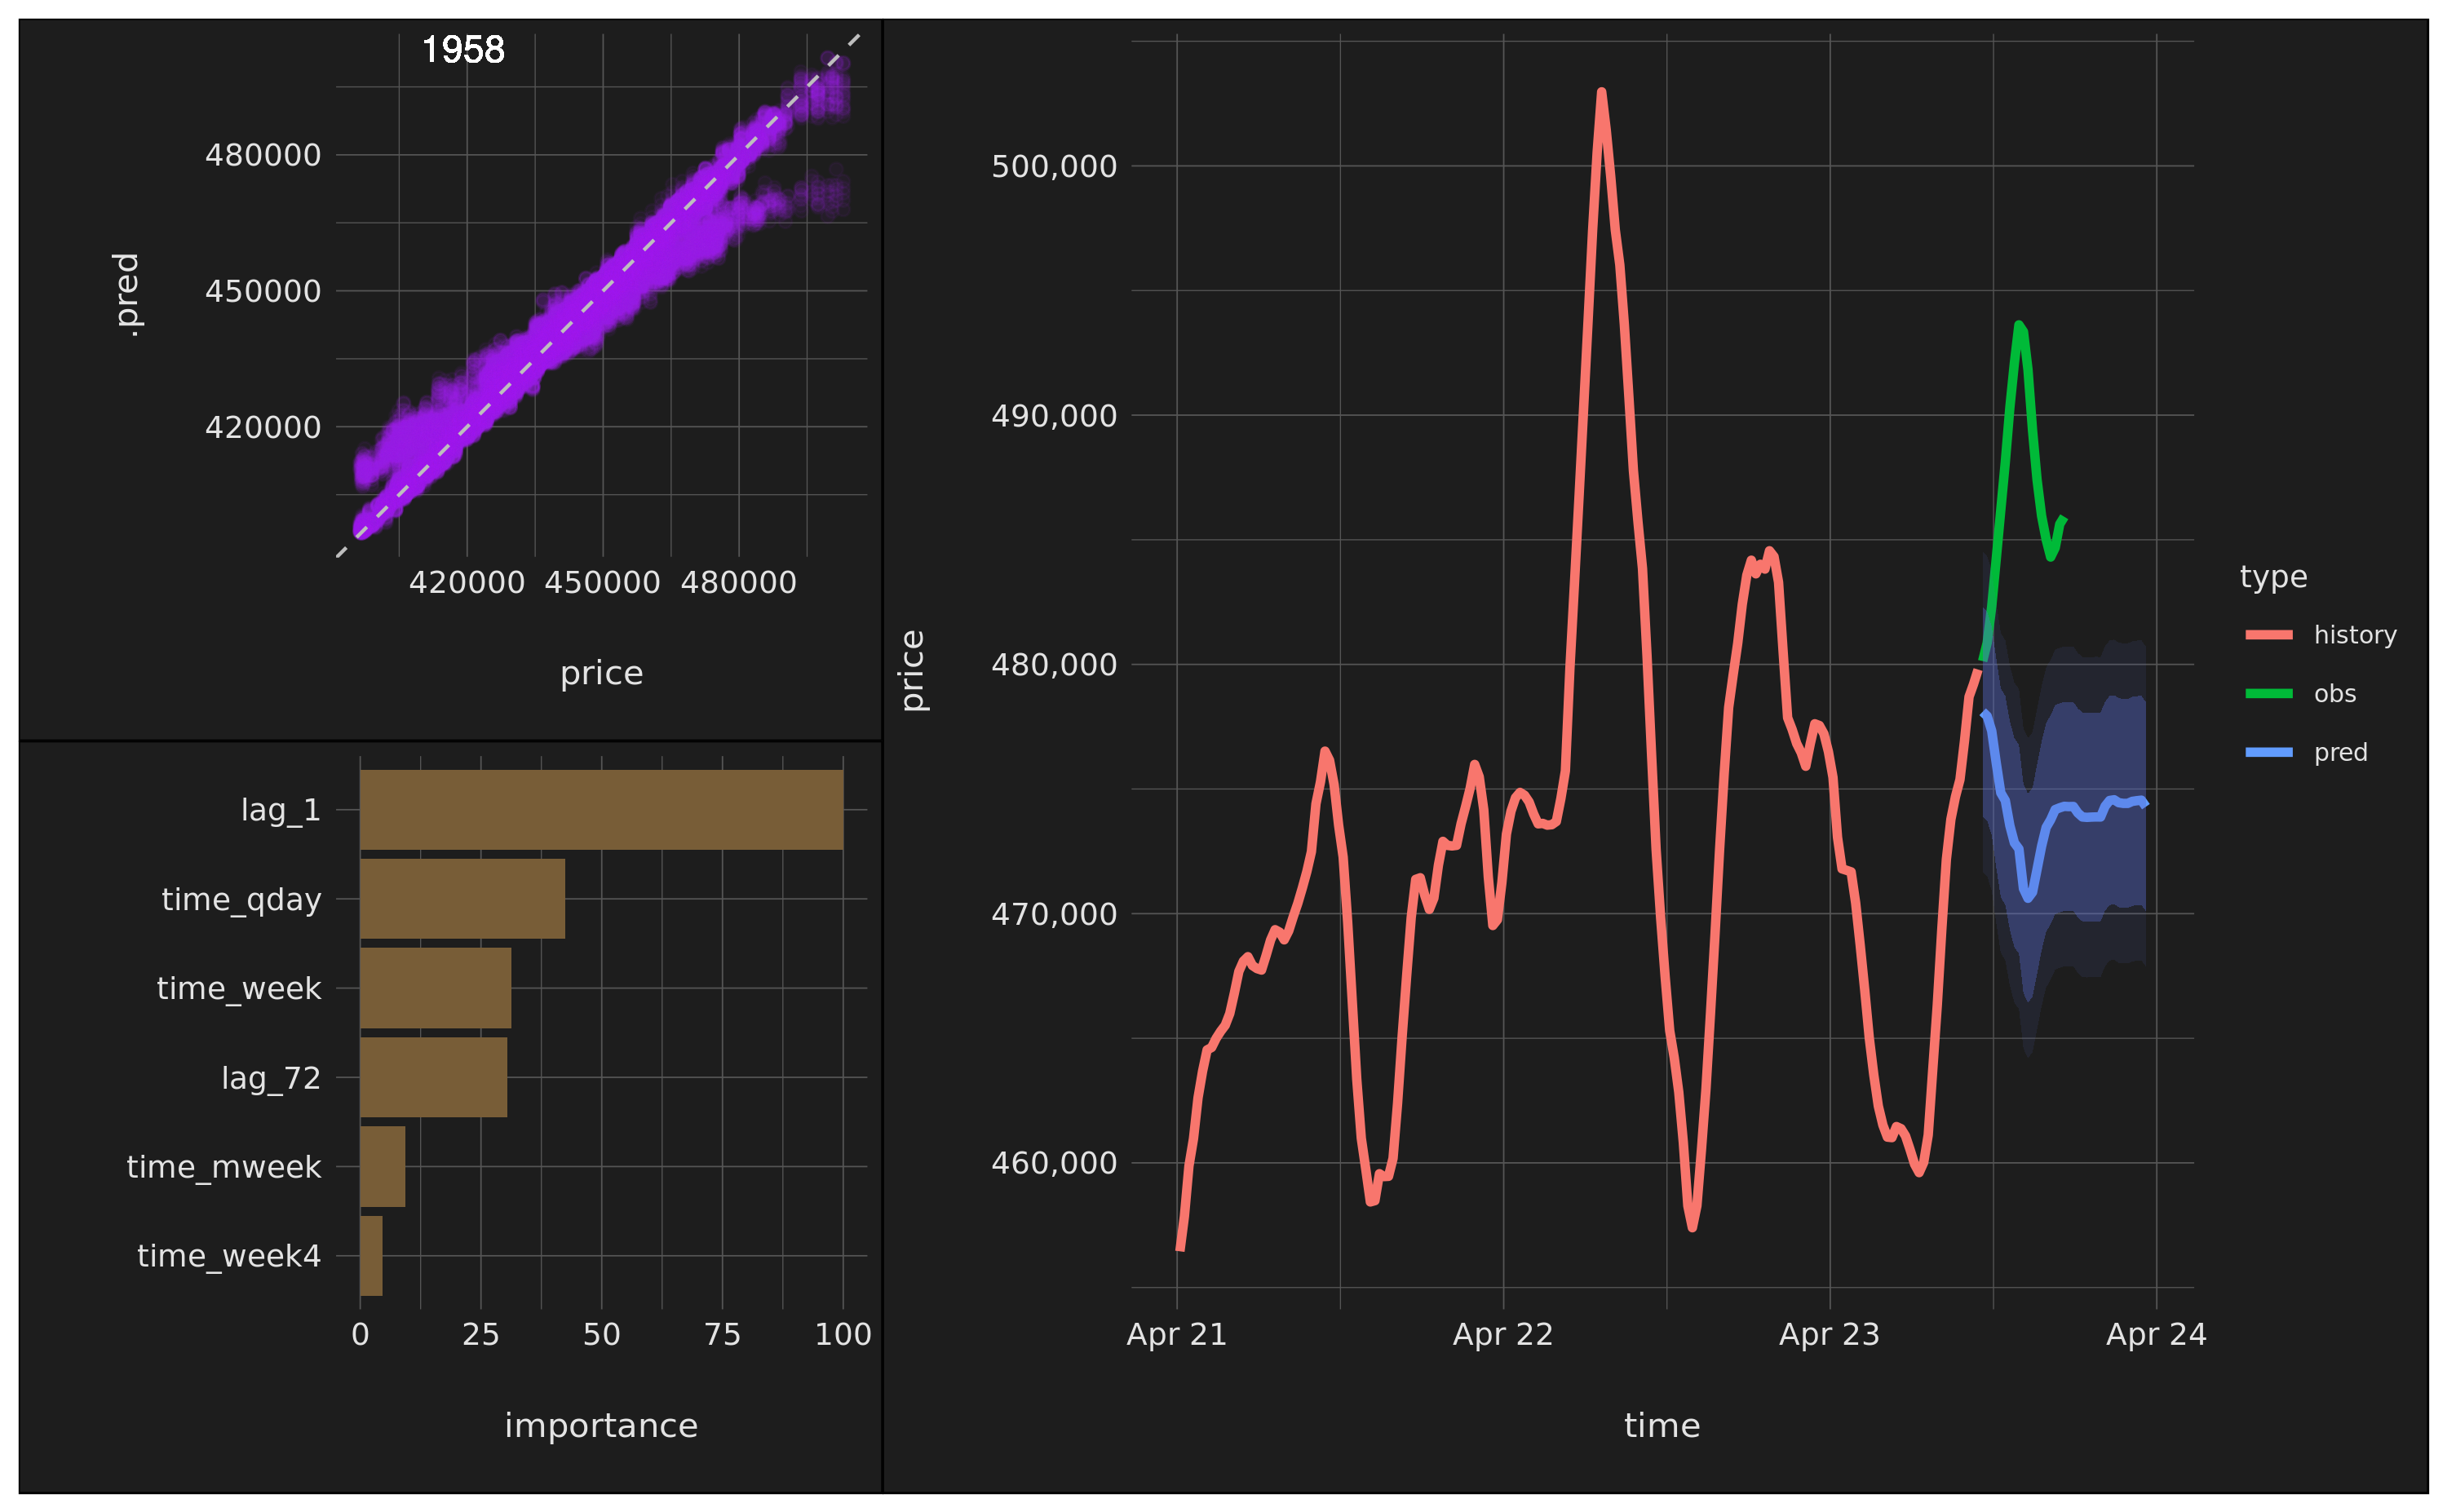 1958
.pred
480000
450000
420000
420000 450000 480000
price
lag_1
time_qday
time_week
lag_72
time_mweek
time_week4
0 25 50 75 100
importance
price
500,000
490,000
480,000
470,000
460,000
Apr 21 Apr 22 Apr 23 Apr 24
time
type
history
obs
pred